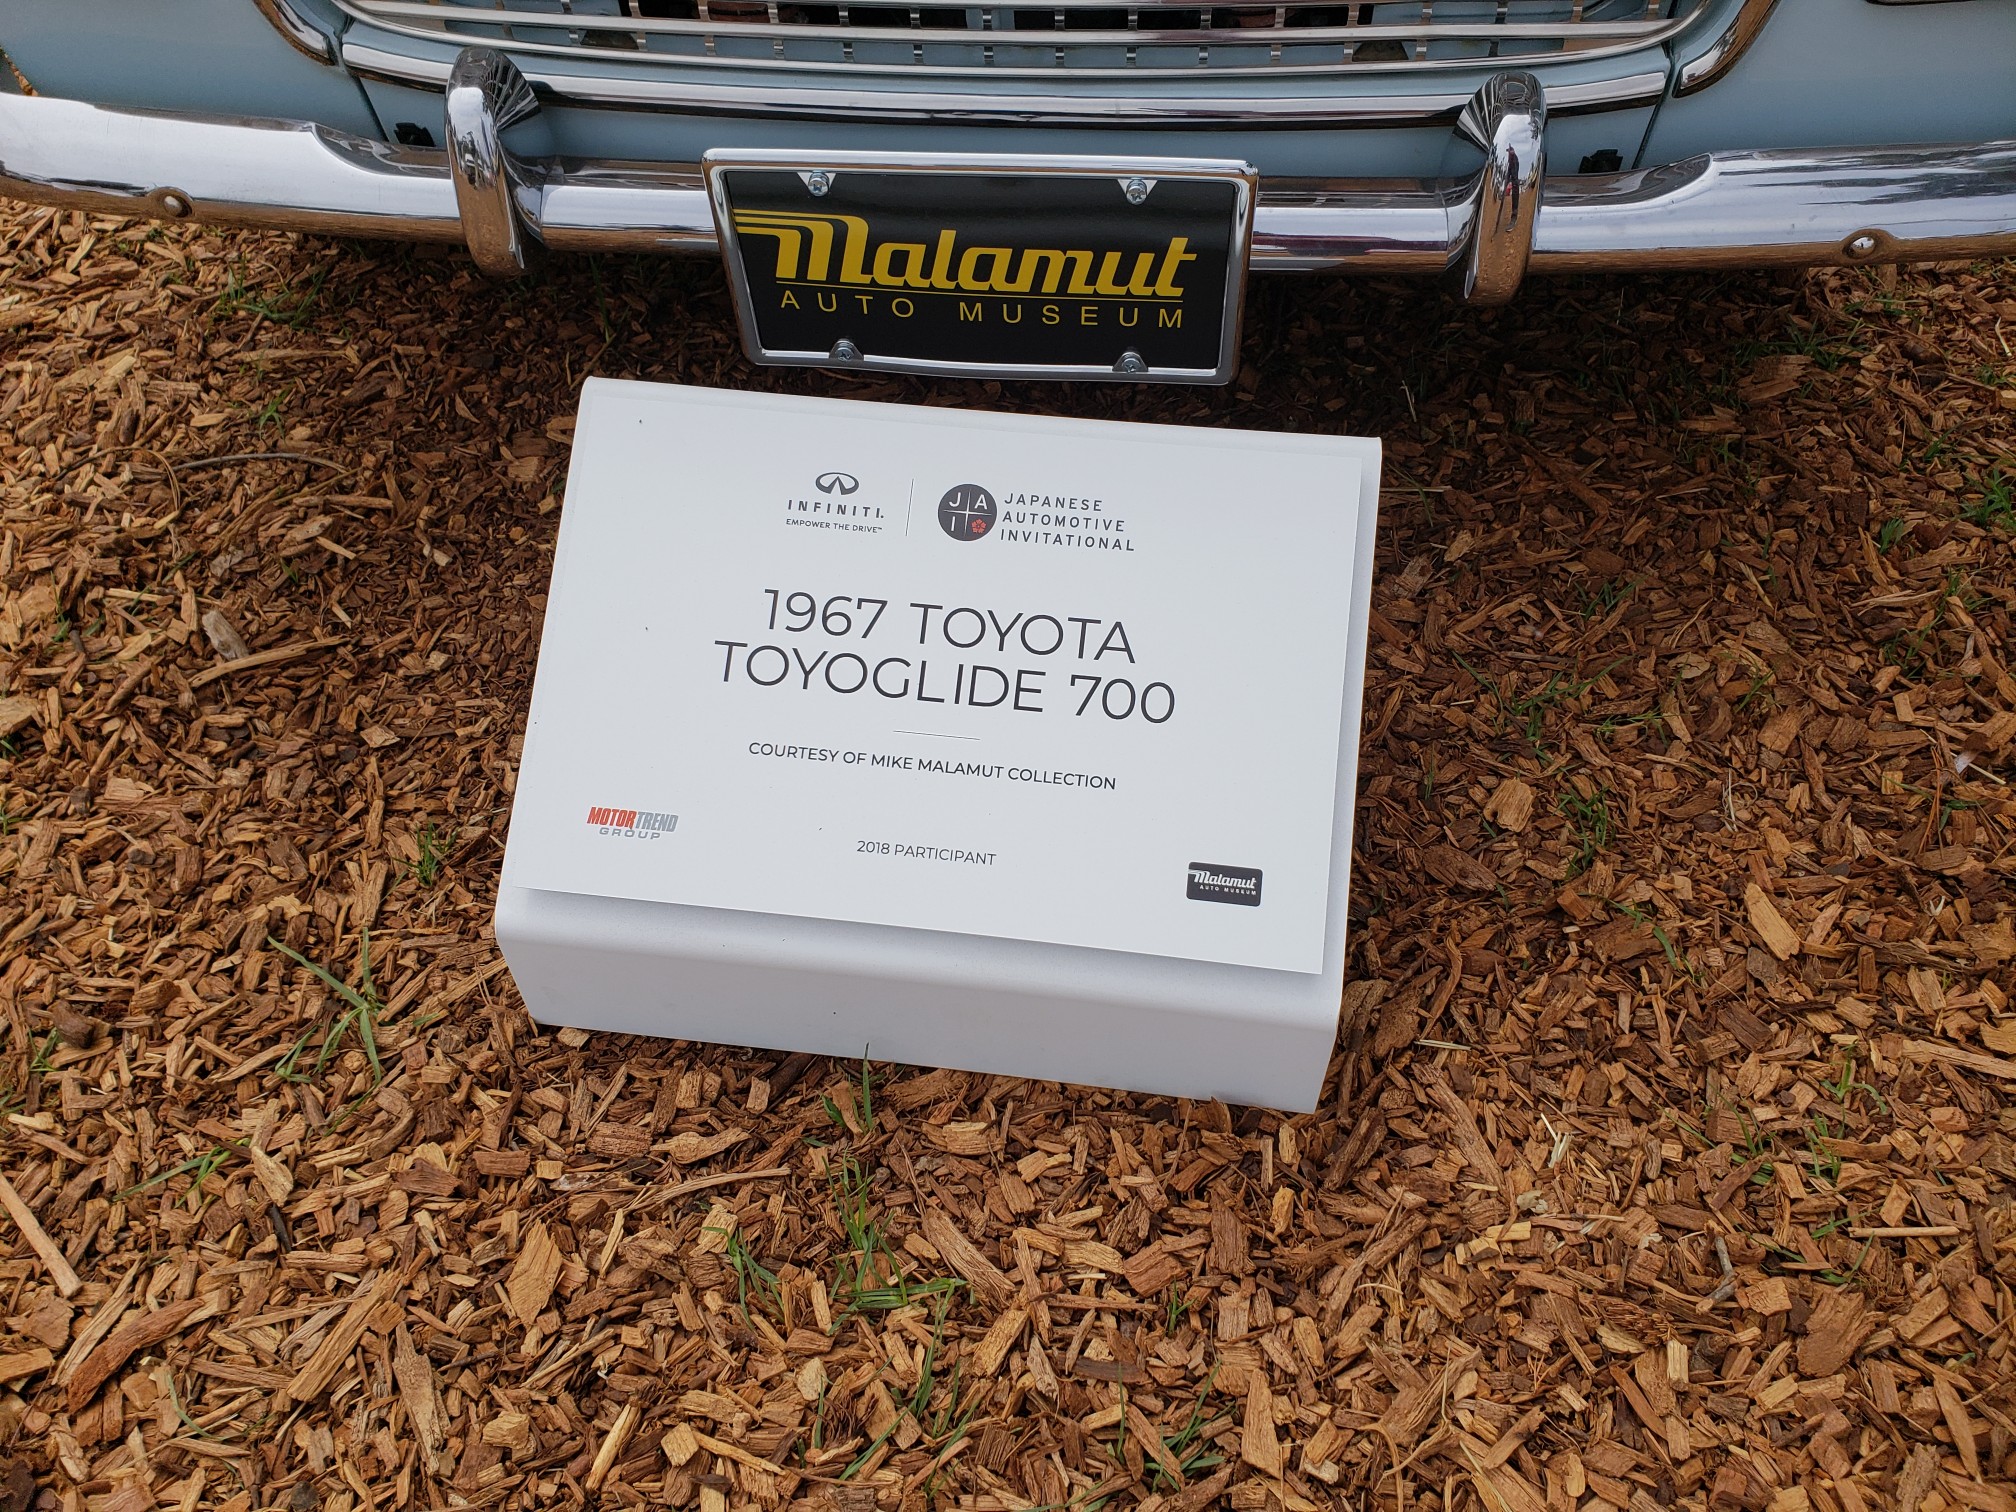 Malamut
AUTO MUSEUM
INFINITI.
EMPOWER THE DRIVE™
J A
I
JAPANESE
AUTOMOTIVE
INVITATIONAL
1967 TOYOTA
TOYOGLIDE 700
COURTESY OF MIKE MALAMUT COLLECTION
MOTORTREND
GROUP
2018 PARTICIPANT
Malamut
AUTO MUSEUM